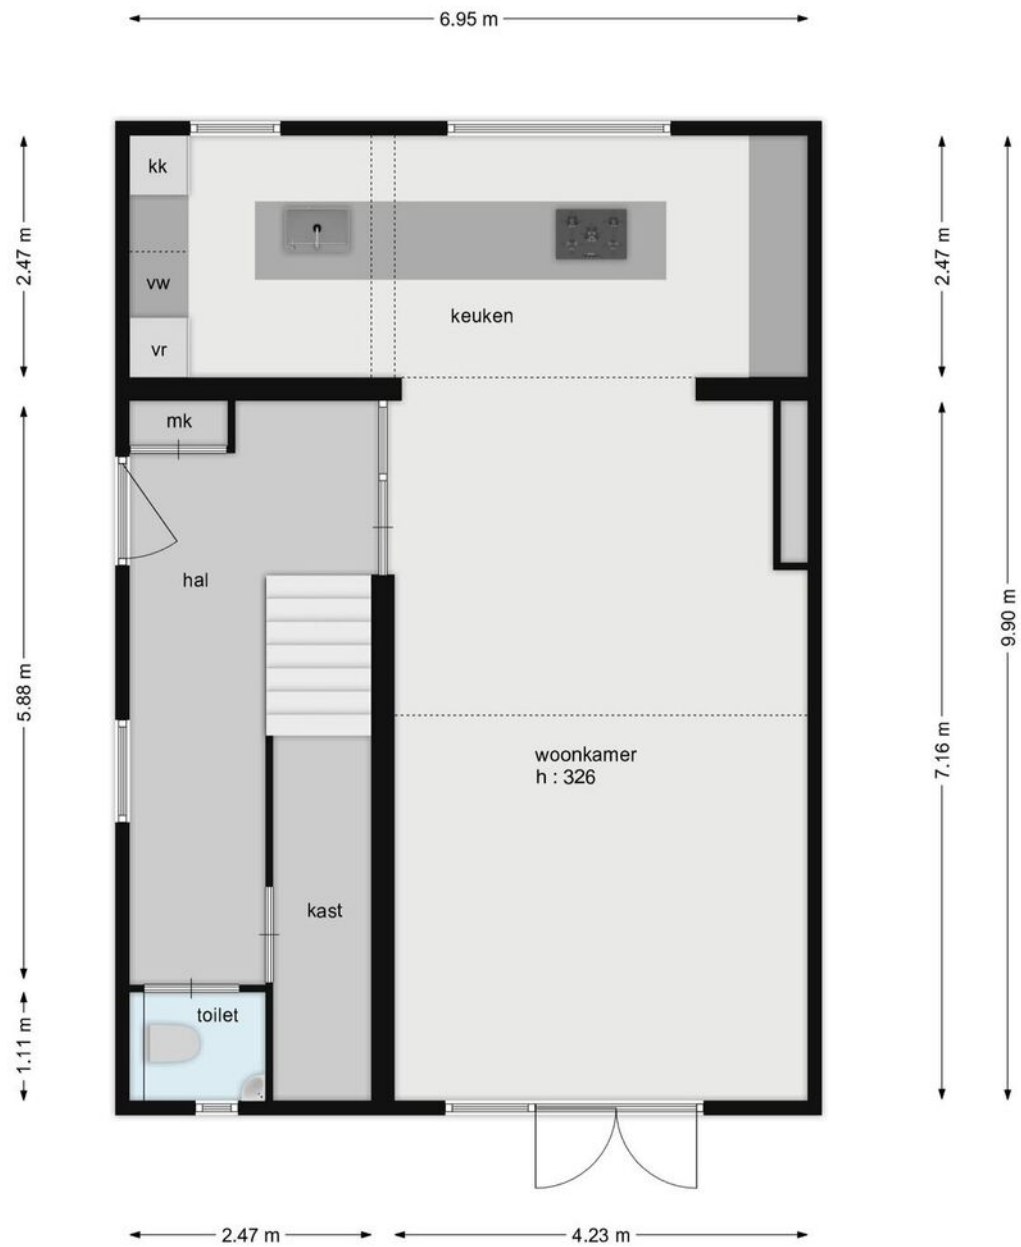 6.95 m
kk
2.47 m
2.47 m
vw
keuken
vr
mk
hal
9.90 m
5.88 m
7.16 m
woonkamer
h : 326
kast
toilet
1.11 m
2.47 m
4.23 m